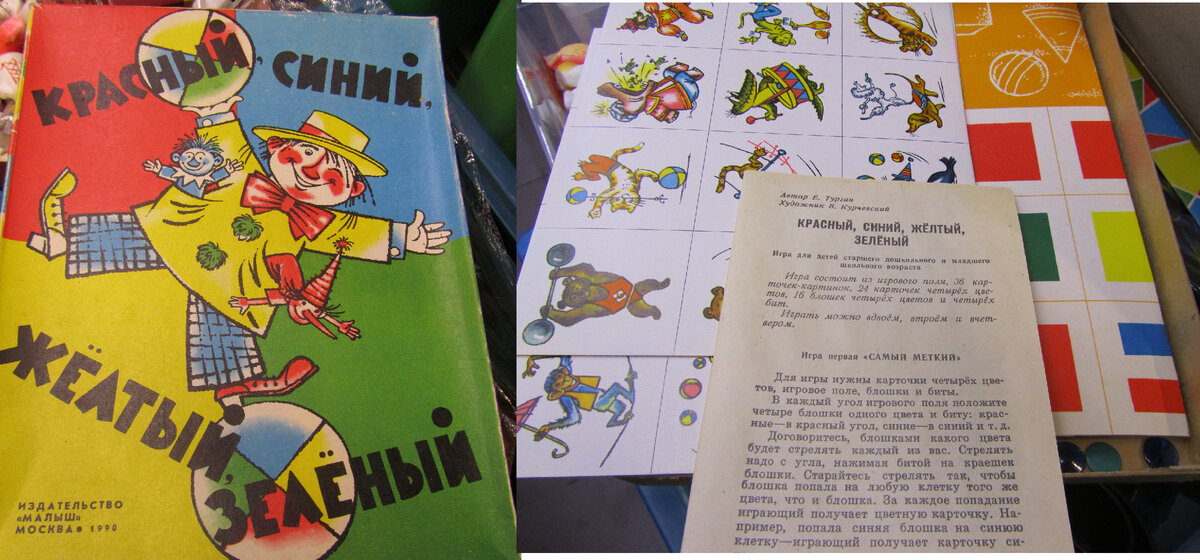 КРАСНЫЙ, СИНИЙ,
ЖЁЛТЫЙ,
ЗЕЛЁНЫЙ
ИЗДАТЕЛЬСТВО
«МАЛЫШ»
МОСКВА • 1990
Автор Е. Тургин
Художник В. Курчевский
КРАСНЫЙ, СИНИЙ, ЖЁЛТЫЙ,
ЗЕЛЁНЫЙ
Игра для детей старшего дошкольного и младшего
школьного возраста
Игра состоит из игрового поля, 36 кар-
точек-картинок, 24 карточек четырёх цве-
тов, 16 блошек четырёх цветов и четырёх
бит.
Играть можно вдвоём, втроём и вчет-
вером.
Игра первая «САМЫЙ МЕТКИЙ»
Для игры нужны карточки четырёх цве-
тов, игровое поле, блошки и биты.
В каждый угол игрового поля положите
четыре блошки одного цвета и биту: крас-
ные—в красный угол, синие—в синий и т. д.
Договоритесь, блошками какого цвета
будет стрелять каждый из вас. Стрелять
надо с угла, нажимая битой на краешек
блошки. Старайтесь стрелять так, чтобы
блошка попала на любую клетку того же
цвета, что и блошка. За каждое попадание
играющий получает цветную карточку. На-
пример, попала синяя блошка на синюю
клетку—играющий получает карточку си-